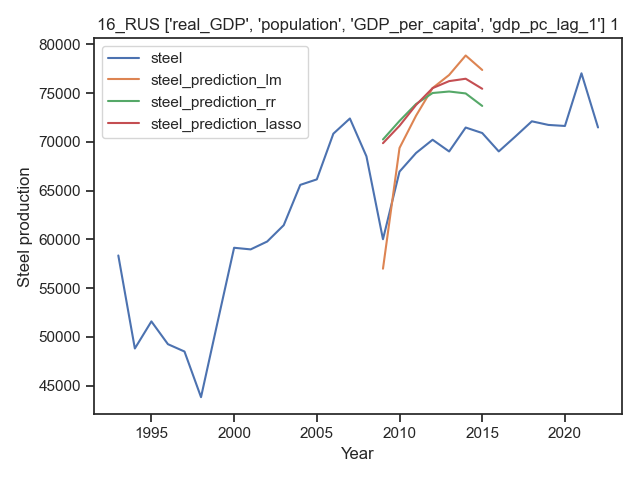 16_RUS ['real_GDP', 'population', 'GDP_per_capita', 'gdp_pc_lag_1'] 1
80000
75000
70000
65000
60000
55000
50000
45000
Steel production
steel
steel_prediction_lm
steel_prediction_rr
steel_prediction_lasso
1995
2000
2005
2010
2015
2020
Year